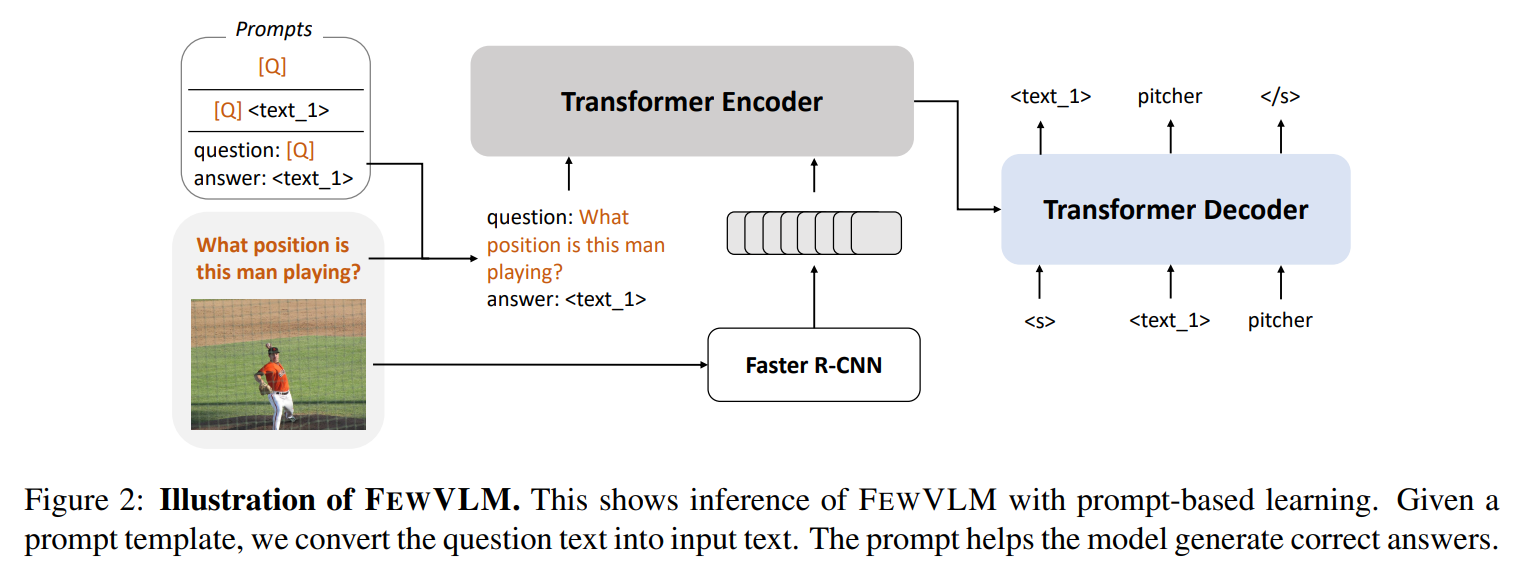 Prompts
[Q]
[Q] <text_1>
question: [Q]
answer: <text_1>
What position is
this man playing?
Transformer Encoder
question: What
position is this man
playing?
answer: <text_1>
Faster R-CNN
<text_1> pitcher </s>
Transformer Decoder
<s> <text_1> pitcher
Figure 2: Illustration of FEWVLM. This shows inference of FEWVLM with prompt-based learning. Given a
prompt template, we convert the question text into input text. The prompt helps the model generate correct answers.